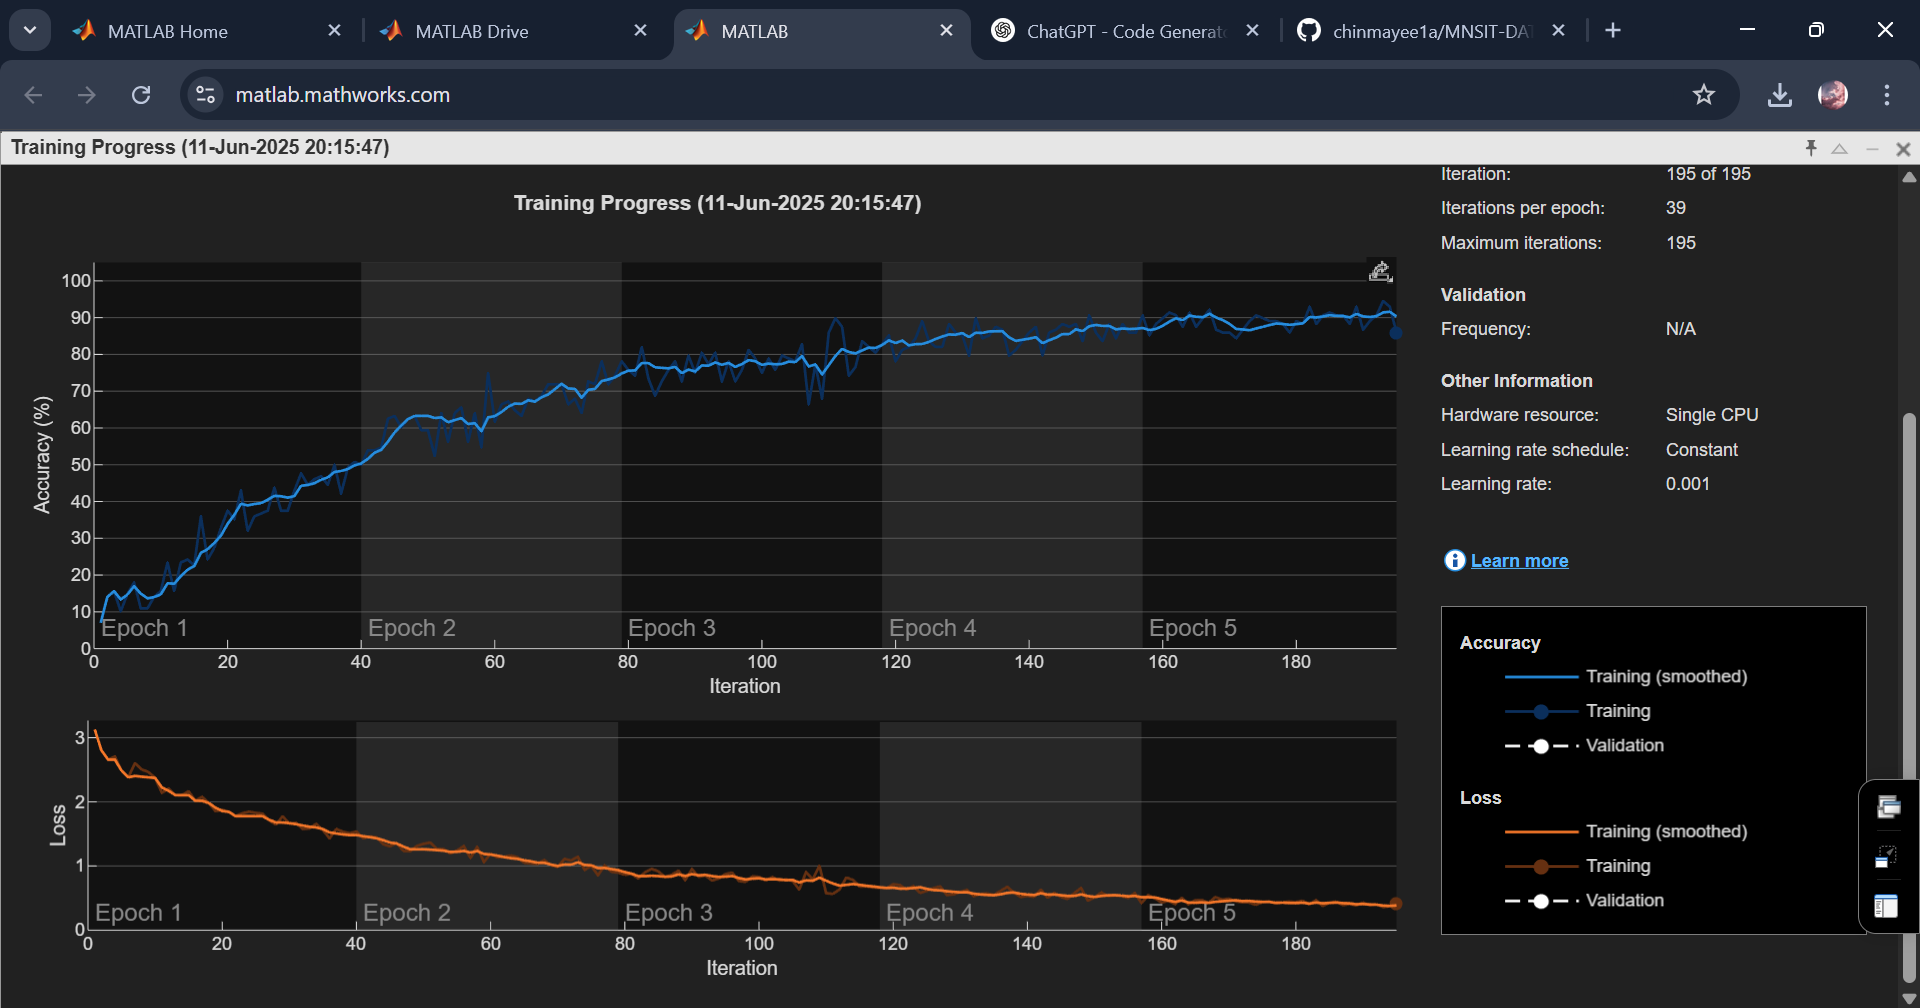 MATLAB Home
MATLAB Drive
MATLAB
ChatGPT - Code Generat
chinmayee1a/MNSIT-DA
matlab.mathworks.com
Training Progress (11-Jun-2025 20:15:47)
Training Progress (11-Jun-2025 20:15:47)
Accuracy (%)
100
90
80
70
60
50
40
30
20
10
0
Epoch 1 Epoch 2 Epoch 3 Epoch 4 Epoch 5
0 20 40 60 80 100 120 140 160 180
Iteration
Loss
3
2
1
0
Epoch 1 Epoch 2 Epoch 3 Epoch 4 Epoch 5
0 20 40 60 80 100 120 140 160 180
Iteration
Iteration: 195 of 195
Iterations per epoch: 39
Maximum iterations: 195
Validation
Frequency: N/A
Other Information
Hardware resource: Single CPU
Learning rate schedule: Constant
Learning rate: 0.001
Learn more
Accuracy
Training (smoothed)
Training
Validation
Loss
Training (smoothed)
Training
Validation